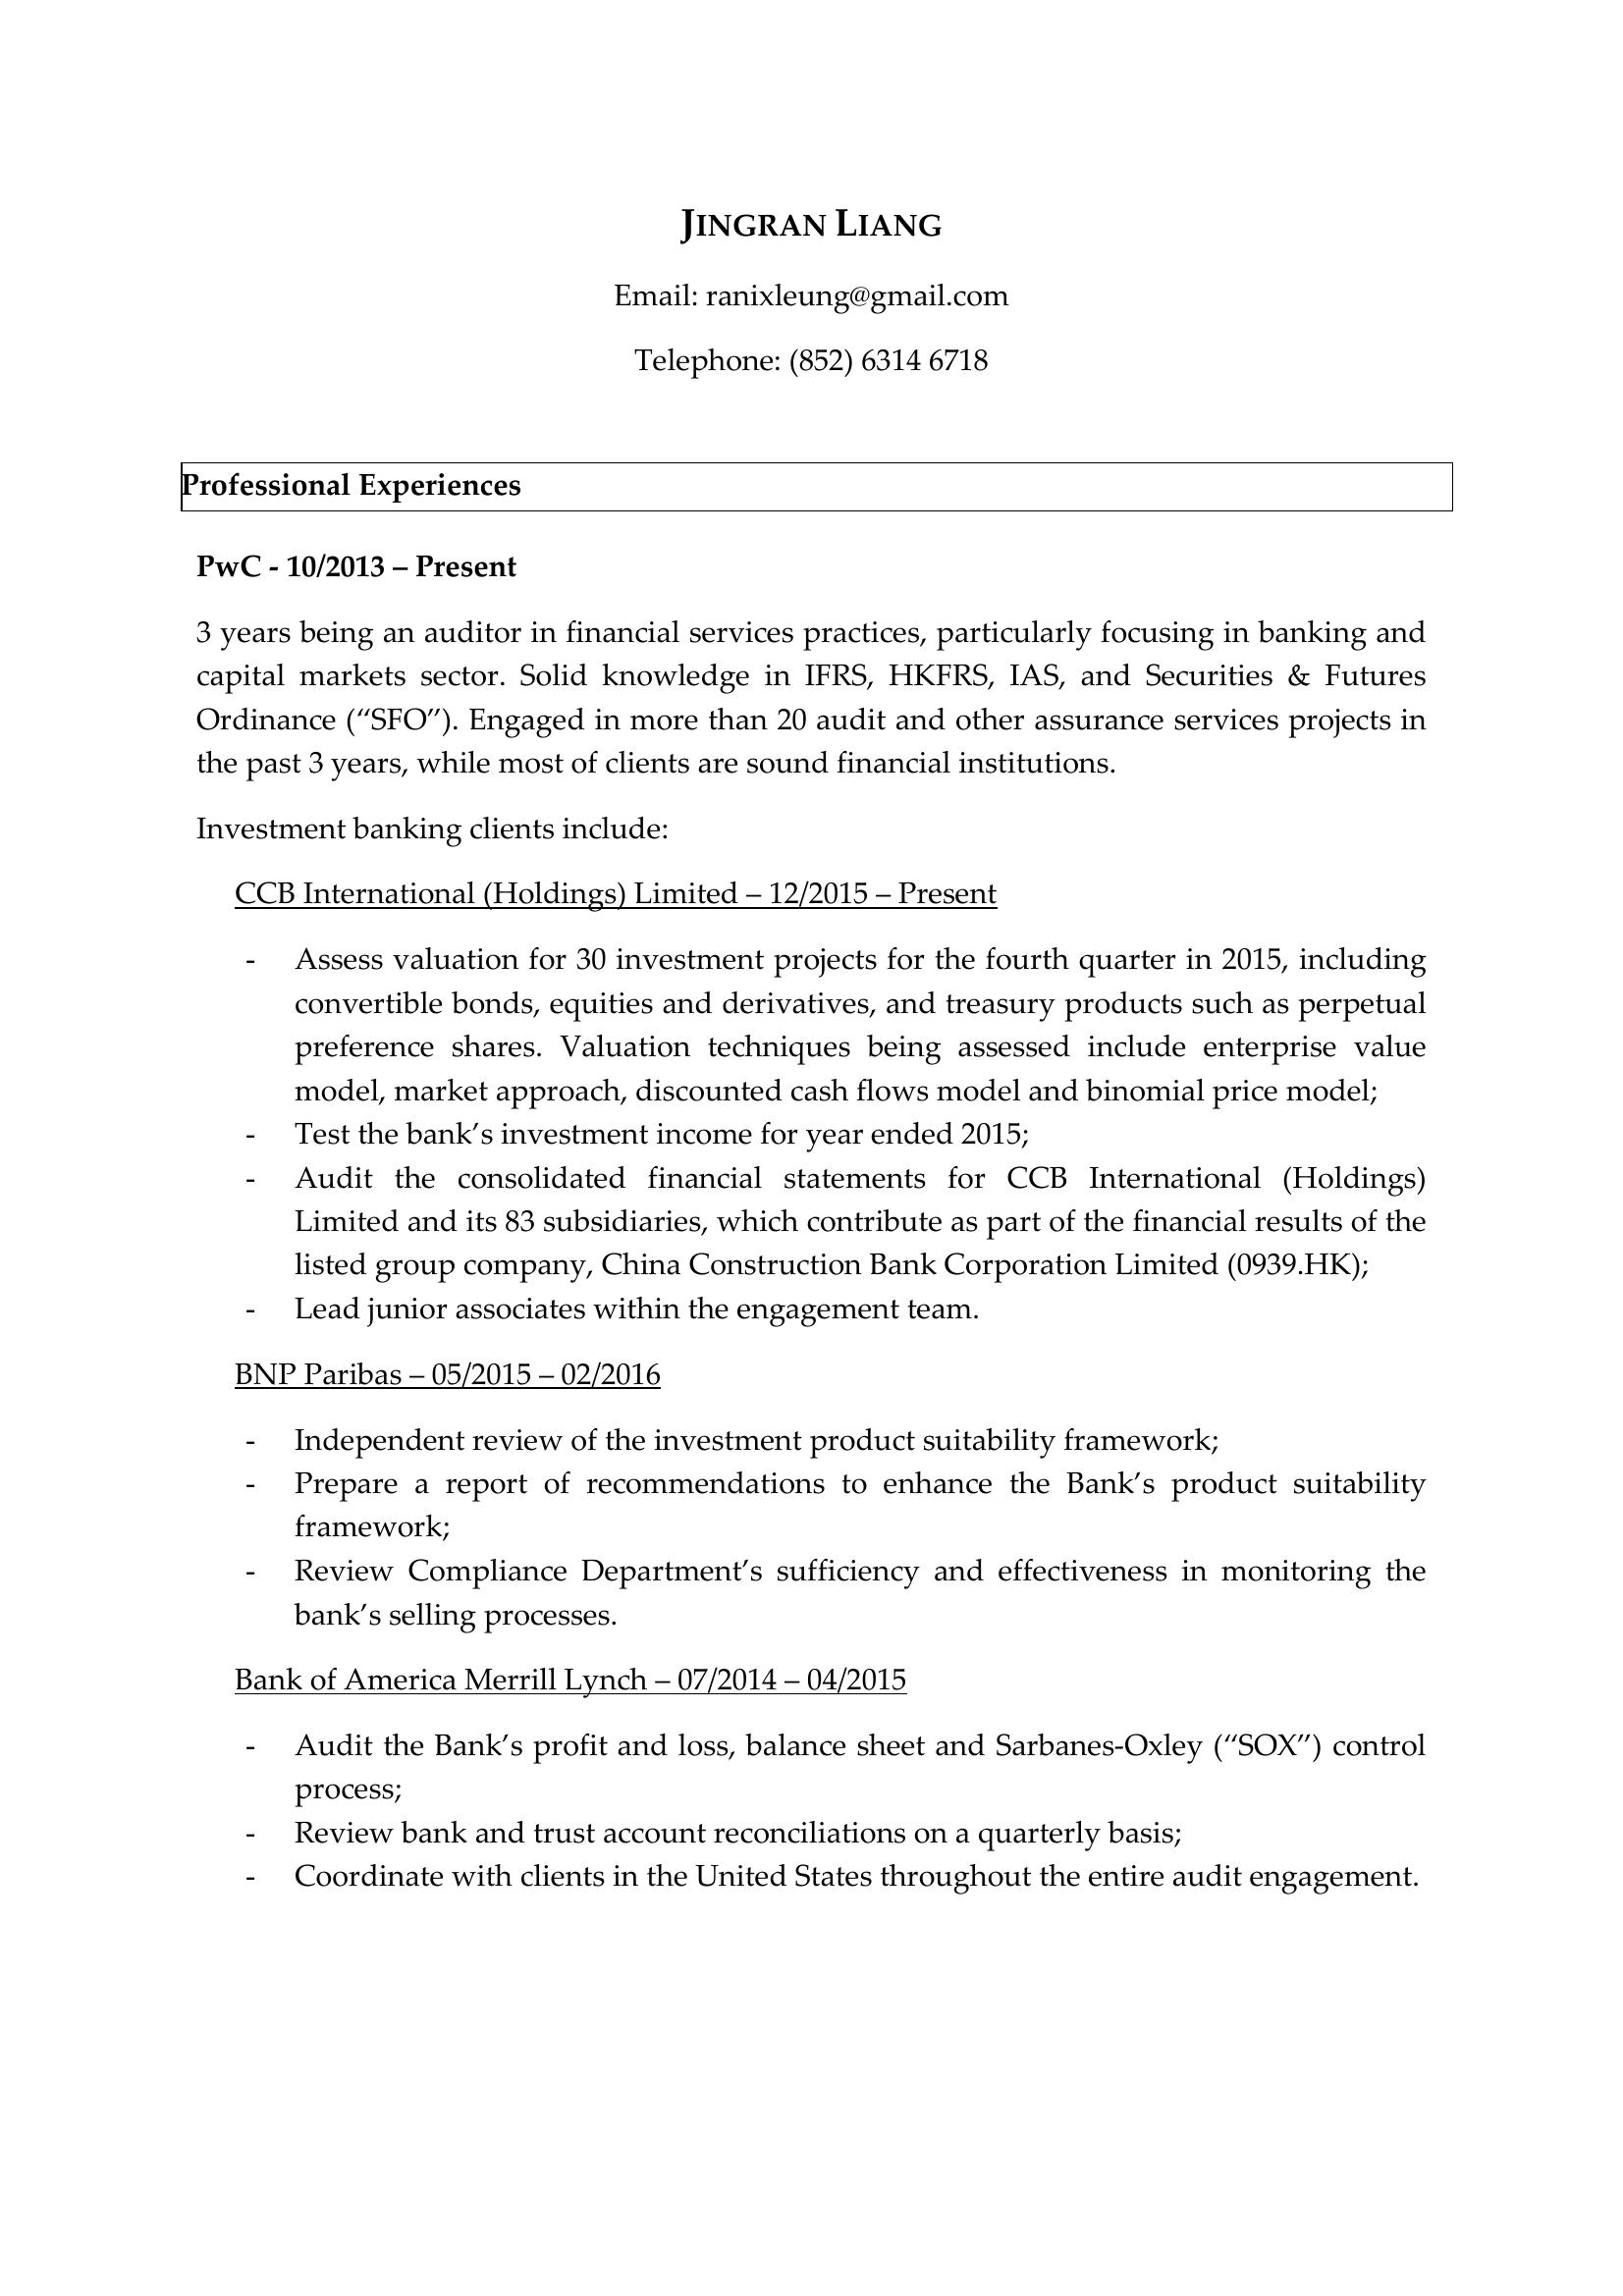 JINGRAN LIANG
Email: ranixleung@gmail.com
Telephone: (852) 6314 6718
Professional Experiences
PwC - 10/2013 – Present
3 years being an auditor in financial services practices, particularly focusing in banking and
capital markets sector. Solid knowledge in IFRS, HKFRS, IAS, and Securities & Futures
Ordinance (“SFO”). Engaged in more than 20 audit and other assurance services projects in
the past 3 years, while most of clients are sound financial institutions.
Investment banking clients include:
CCB International (Holdings) Limited – 12/2015 – Present
- Assess valuation for 30 investment projects for the fourth quarter in 2015, including
convertible bonds, equities and derivatives, and treasury products such as perpetual
preference shares. Valuation techniques being assessed include enterprise value
model, market approach, discounted cash flows model and binomial price model;
- Test the bank’s investment income for year ended 2015;
- Audit the consolidated financial statements for CCB International (Holdings)
Limited and its 83 subsidiaries, which contribute as part of the financial results of the
listed group company, China Construction Bank Corporation Limited (0939.HK);
- Lead junior associates within the engagement team.
BNP Paribas – 05/2015 – 02/2016
- Independent review of the investment product suitability framework;
- Prepare a report of recommendations to enhance the Bank’s product suitability
framework;
- Review Compliance Department’s sufficiency and effectiveness in monitoring the
bank’s selling processes.
Bank of America Merrill Lynch – 07/2014 – 04/2015
- Audit the Bank’s profit and loss, balance sheet and Sarbanes-Oxley (“SOX”) control
process;
- Review bank and trust account reconciliations on a quarterly basis;
- Coordinate with clients in the United States throughout the entire audit engagement.